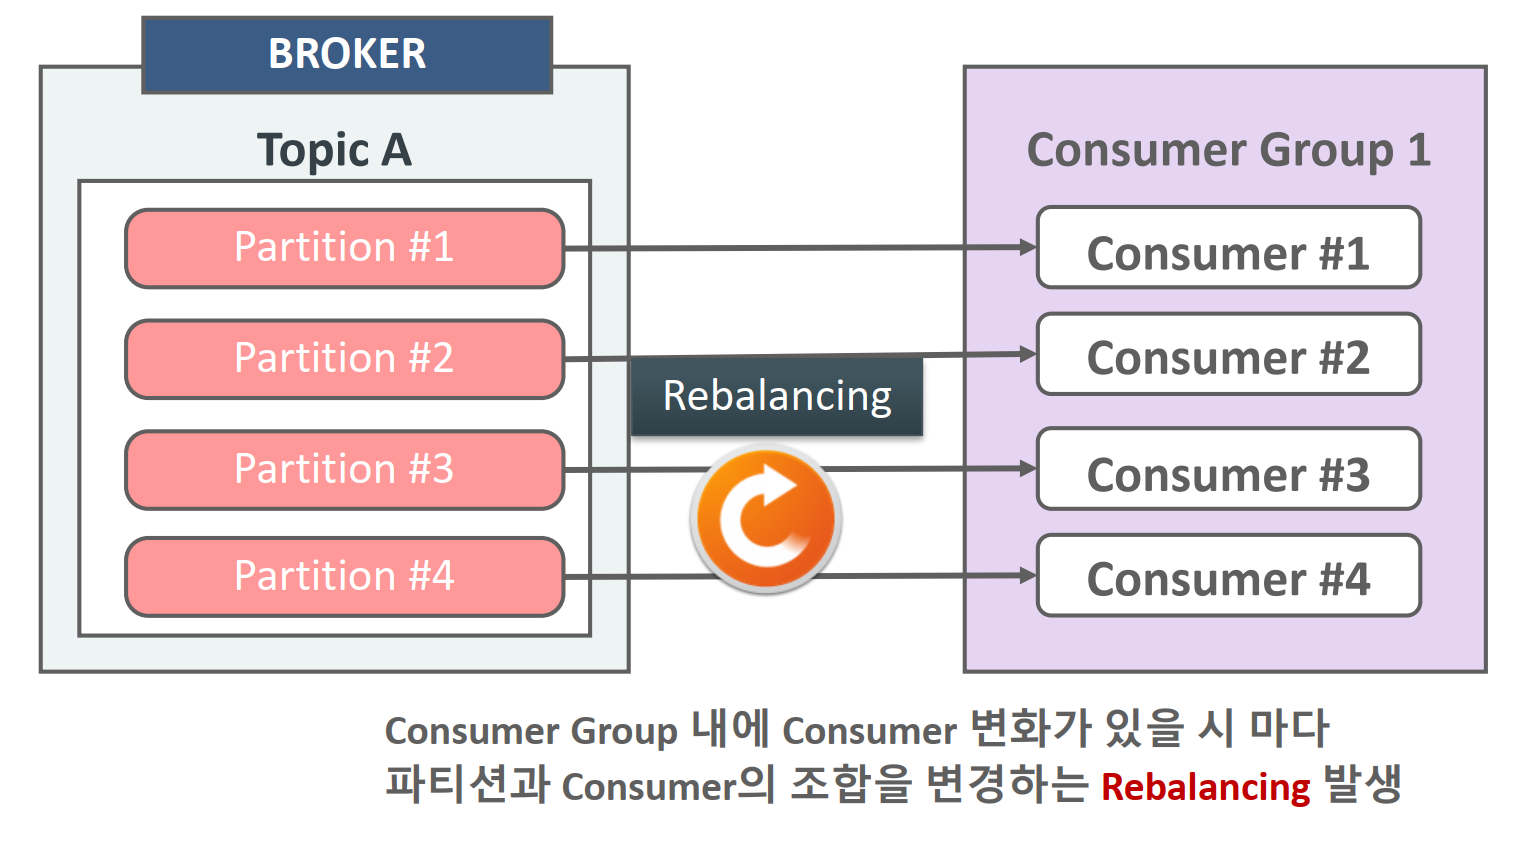 BROKER
Topic A
Partition #1
Partition #2
Partition #3
Partition #4
Rebalancing
Consumer Group 1
Consumer #1
Consumer #2
Consumer #3
Consumer #4
Consumer Group 내에 Consumer 변화가 있을 시 마다
파티션과 Consumer의 조합을 변경하는 Rebalancing 발생